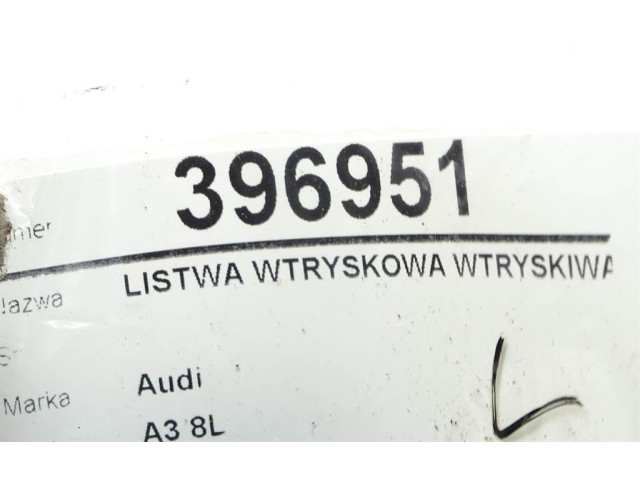 396951
LISTWA WTRYSKOWA WTRYSKIWA
Marka Audi
A3 8L